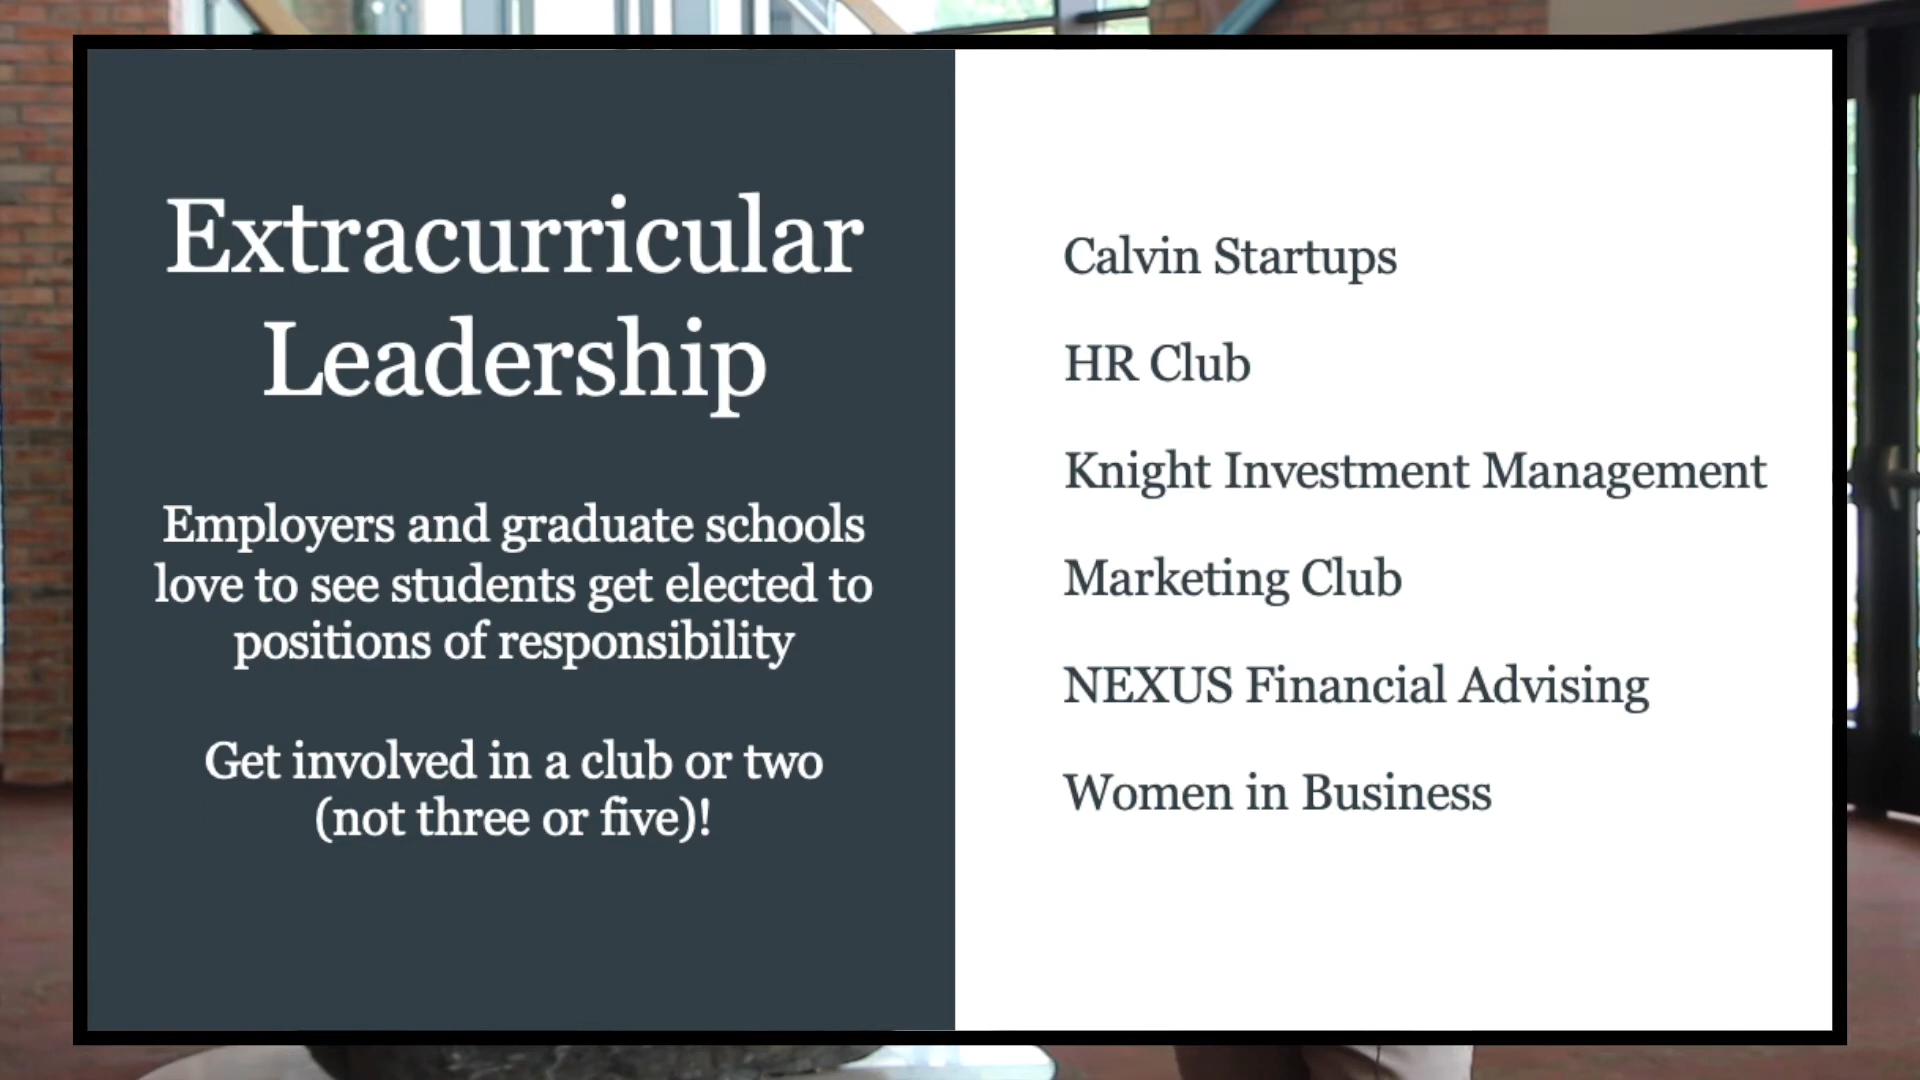 Extracurricular
Leadership
Employers and graduate schools
love to see students get elected to
positions of responsibility
Get involved in a club or two
(not three or five)!
Calvin Startups
HR Club
Knight Investment Management
Marketing Club
NEXUS Financial Advising
Women in Business